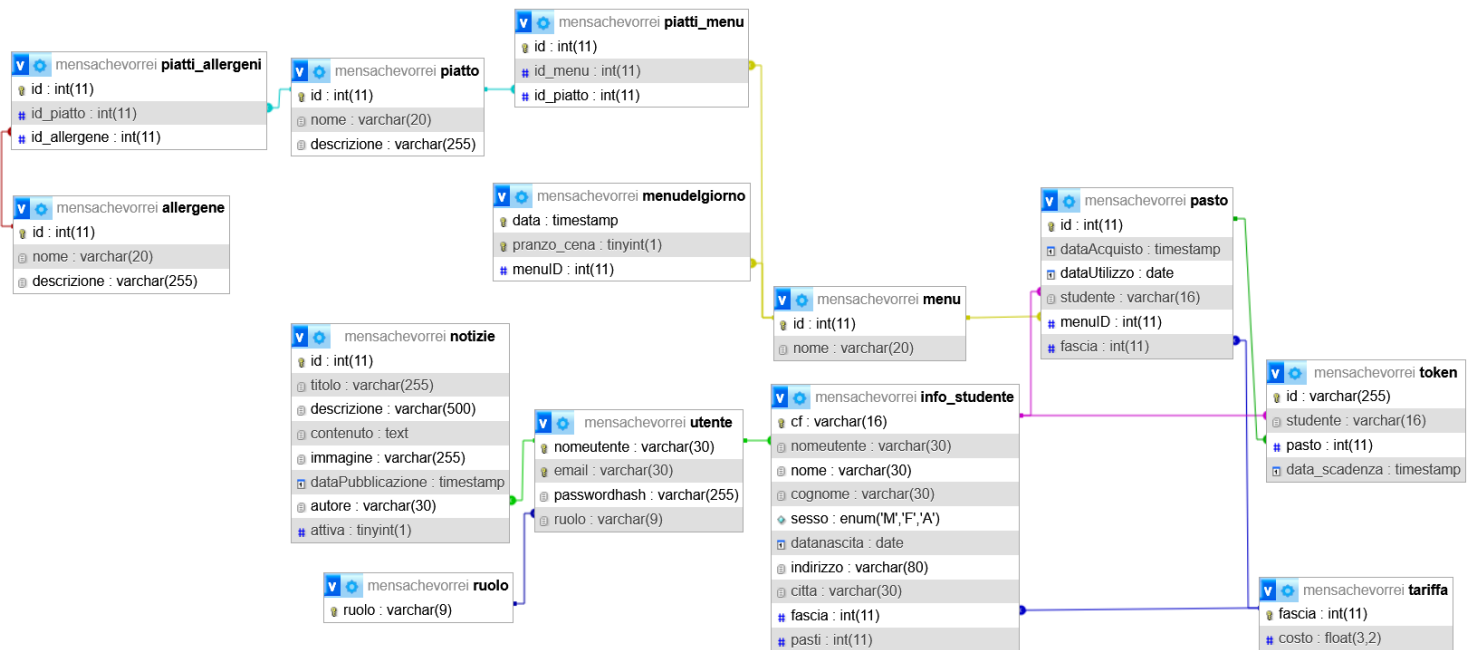 mensachevorrei piatti_menu
id : int(11)
id_menu : int(11)
id_piatto : int(11)
mensachevorrei piatti_allergeni
id : int(11)
id_piatto : int(11)
id_allergene : int(11)
mensachevorrei piatto
id : int(11)
nome : varchar(20)
descrizione : varchar(255)
mensachevorrei allergene
id : int(11)
nome : varchar(20)
descrizione : varchar(255)
mensachevorrei menudelgiorno
data : timestamp
pranzo_cena : tinyint(1)
menuID : int(11)
mensachevorrei pasto
id : int(11)
dataAcquisto : timestamp
dataUtilizzo : date
studente : varchar(16)
menuID : int(11)
fascia : int(11)
mensachevorrei menu
id : int(11)
nome : varchar(20)
mensachevorrei notizie
id : int(11)
titolo : varchar(255)
descrizione : varchar(500)
contenuto : text
immagine : varchar(255)
dataPubblicazione : timestamp
autore : varchar(30)
attiva : tinyint(1)
mensachevorrei utente
nomeutente : varchar(30)
email : varchar(30)
passwordhash : varchar(255)
ruolo : varchar(9)
mensachevorrei info_studente
cf : varchar(16)
nomeutente : varchar(30)
nome : varchar(30)
cognome : varchar(30)
sesso : enum('M','F','A')
datanascita : date
indirizzo : varchar(80)
citta : varchar(30)
fascia : int(11)
pasti : int(11)
mensachevorrei token
id : varchar(255)
studente : varchar(16)
pasto : int(11)
data_scadenza : timestamp
mensachevorrei ruolo
ruolo : varchar(9)
mensachevorrei tariffa
fascia : int(11)
costo : float(3,2)